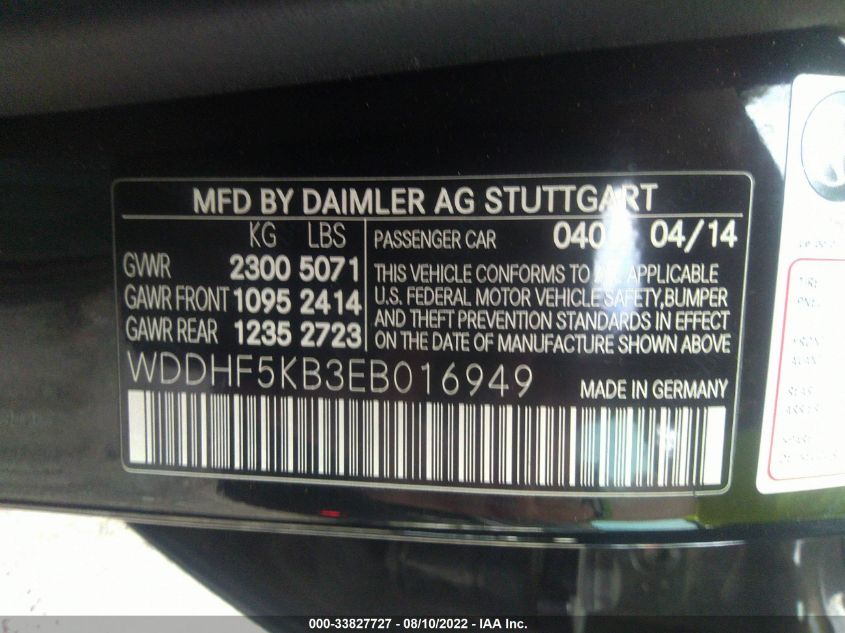 MFD BY DAIMLER AG STUTTGART
KG LBS
GVWR 2300 5071
GAWR FRONT 1095 2414
GAWR REAR 1235 2723
PASSENGER CAR 040 04/14
THIS VEHICLE CONFORMS TO APPLICABLE
U.S. FEDERAL MOTOR VEHICLE SAFETY, BUMPER
AND THEFT PREVENTION STANDARDS IN EFFECT
ON THE DATE OF MANUFACTURE SHOWN ABOVE
WDDHF5KB3EB016949
MADE IN GERMANY
000-33827727 - 08/10/2022 - IAA Inc.